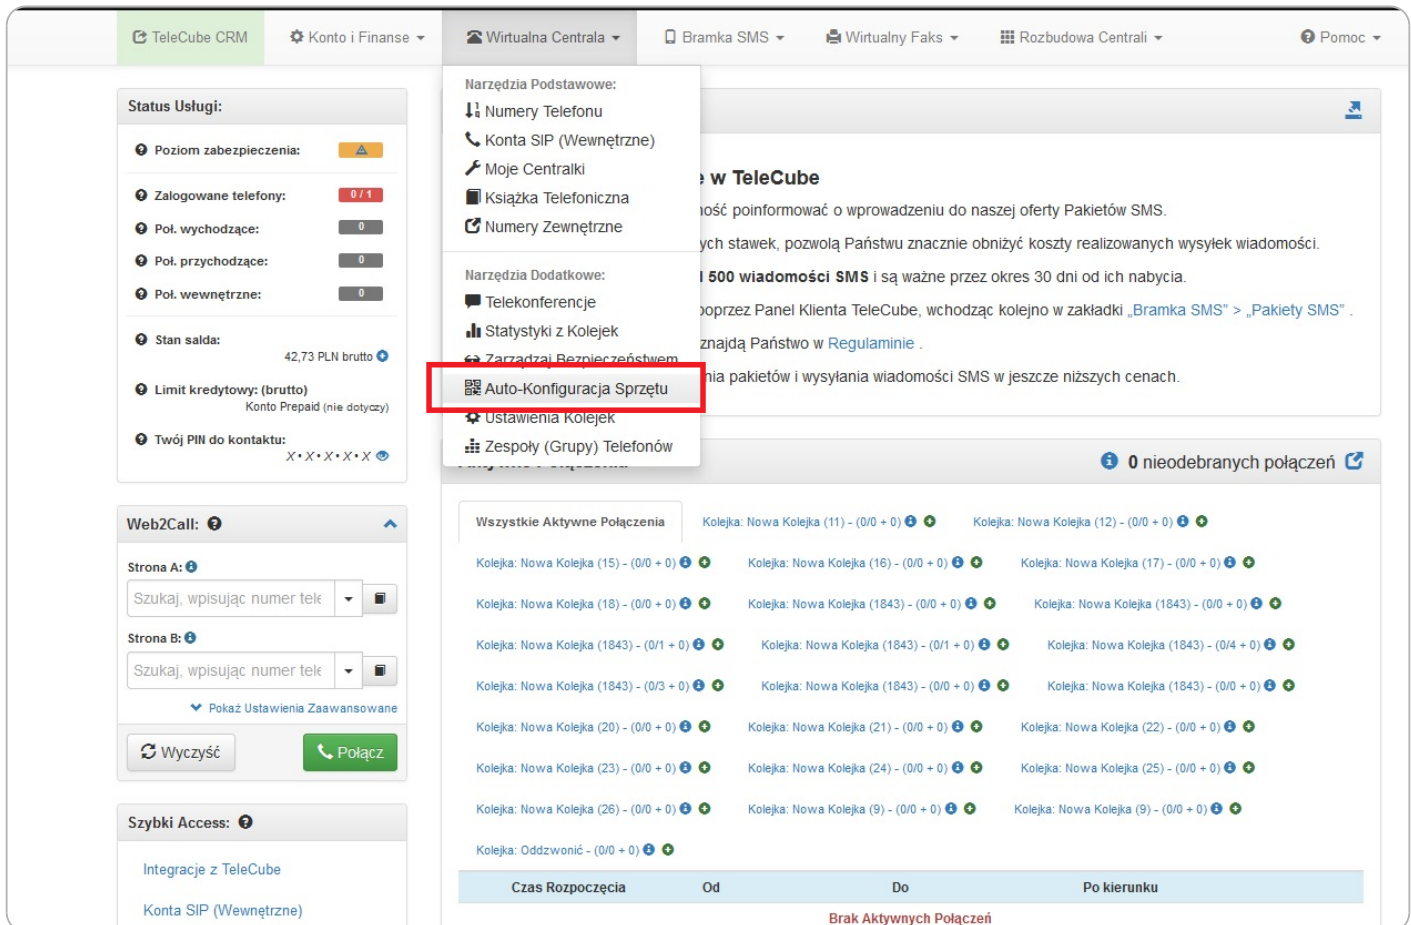 TeleCube CRM
Konto i Finanse
Wirtualna Centrala
Bramka SMS
Wirtualny Faks
Rozbudowa Centrali
Pomoc
Narzędzia Podstawowe:
Numery Telefonu
Konta SIP (Wewnętrzne)
Moje Centralki
Książka Telefoniczna
Numery Zewnętrzne
Narzędzia Dodatkowe:
Telekonferencje
Statystyki z Kolejek
Zarządzaj Bezpieczeństwem
Auto-Konfiguracja Sprzętu
Ustawienia Kolejek
Zespoły (Grupy) Telefonów
Status Usługi:
Poziom zabezpieczenia:
Zalogowane telefony: 0 / 1
Poł. wychodzące: 0
Poł. przychodzące: 0
Poł. wewnętrzne: 0
Stan salda:
42,73 PLN brutto
Limit kredytowy: (brutto)
Konto Prepaid (nie dotyczy)
Twój PIN do kontaktu:
X•X•X•X•X
Web2Call:
Strona A:
Szukaj, wpisując numer tele
Strona B:
Szukaj, wpisując numer tele
Pokaż Ustawienia Zaawansowane
Wyczyść
Połącz
Szybki Access:
Integracje z TeleCube
Konta SIP (Wewnętrzne)
w TeleCube
poinformować o wprowadzeniu do naszej oferty Pakietów SMS.
stawek, pozwolą Państwu znacznie obniżyć koszty realizowanych wysyłek wiadomości.
500 wiadomości SMS i są ważne przez okres 30 dni od ich nabycia.
poprzez Panel Klienta TeleCube, wchodząc kolejno w zakładki „Bramka SMS” > „Pakiety SMS” .
znajdą Państwo w Regulaminie .
pakietów i wysyłania wiadomości SMS w jeszcze niższych cenach.
0 nieodebranych połączeń
Wszystkie Aktywne Połączenia
Kolejka: Nowa Kolejka (11) - (0/0 + 0)
Kolejka: Nowa Kolejka (12) - (0/0 + 0)
Kolejka: Nowa Kolejka (15) - (0/0 + 0)
Kolejka: Nowa Kolejka (16) - (0/0 + 0)
Kolejka: Nowa Kolejka (17) - (0/0 + 0)
Kolejka: Nowa Kolejka (18) - (0/0 + 0)
Kolejka: Nowa Kolejka (1843) - (0/0 + 0)
Kolejka: Nowa Kolejka (1843) - (0/0 + 0)
Kolejka: Nowa Kolejka (1843) - (0/1 + 0)
Kolejka: Nowa Kolejka (1843) - (0/1 + 0)
Kolejka: Nowa Kolejka (1843) - (0/4 + 0)
Kolejka: Nowa Kolejka (1843) - (0/3 + 0)
Kolejka: Nowa Kolejka (1843) - (0/0 + 0)
Kolejka: Nowa Kolejka (1843) - (0/0 + 0)
Kolejka: Nowa Kolejka (20) - (0/0 + 0)
Kolejka: Nowa Kolejka (21) - (0/0 + 0)
Kolejka: Nowa Kolejka (22) - (0/0 + 0)
Kolejka: Nowa Kolejka (23) - (0/0 + 0)
Kolejka: Nowa Kolejka (24) - (0/0 + 0)
Kolejka: Nowa Kolejka (25) - (0/0 + 0)
Kolejka: Nowa Kolejka (26) - (0/0 + 0)
Kolejka: Nowa Kolejka (9) - (0/0 + 0)
Kolejka: Nowa Kolejka (9) - (0/0 + 0)
Kolejka: Oddzwonić - (0/0 + 0)
Czas Rozpoczęcia
Od
Do
Po kierunku
Brak Aktywnych Połączeń